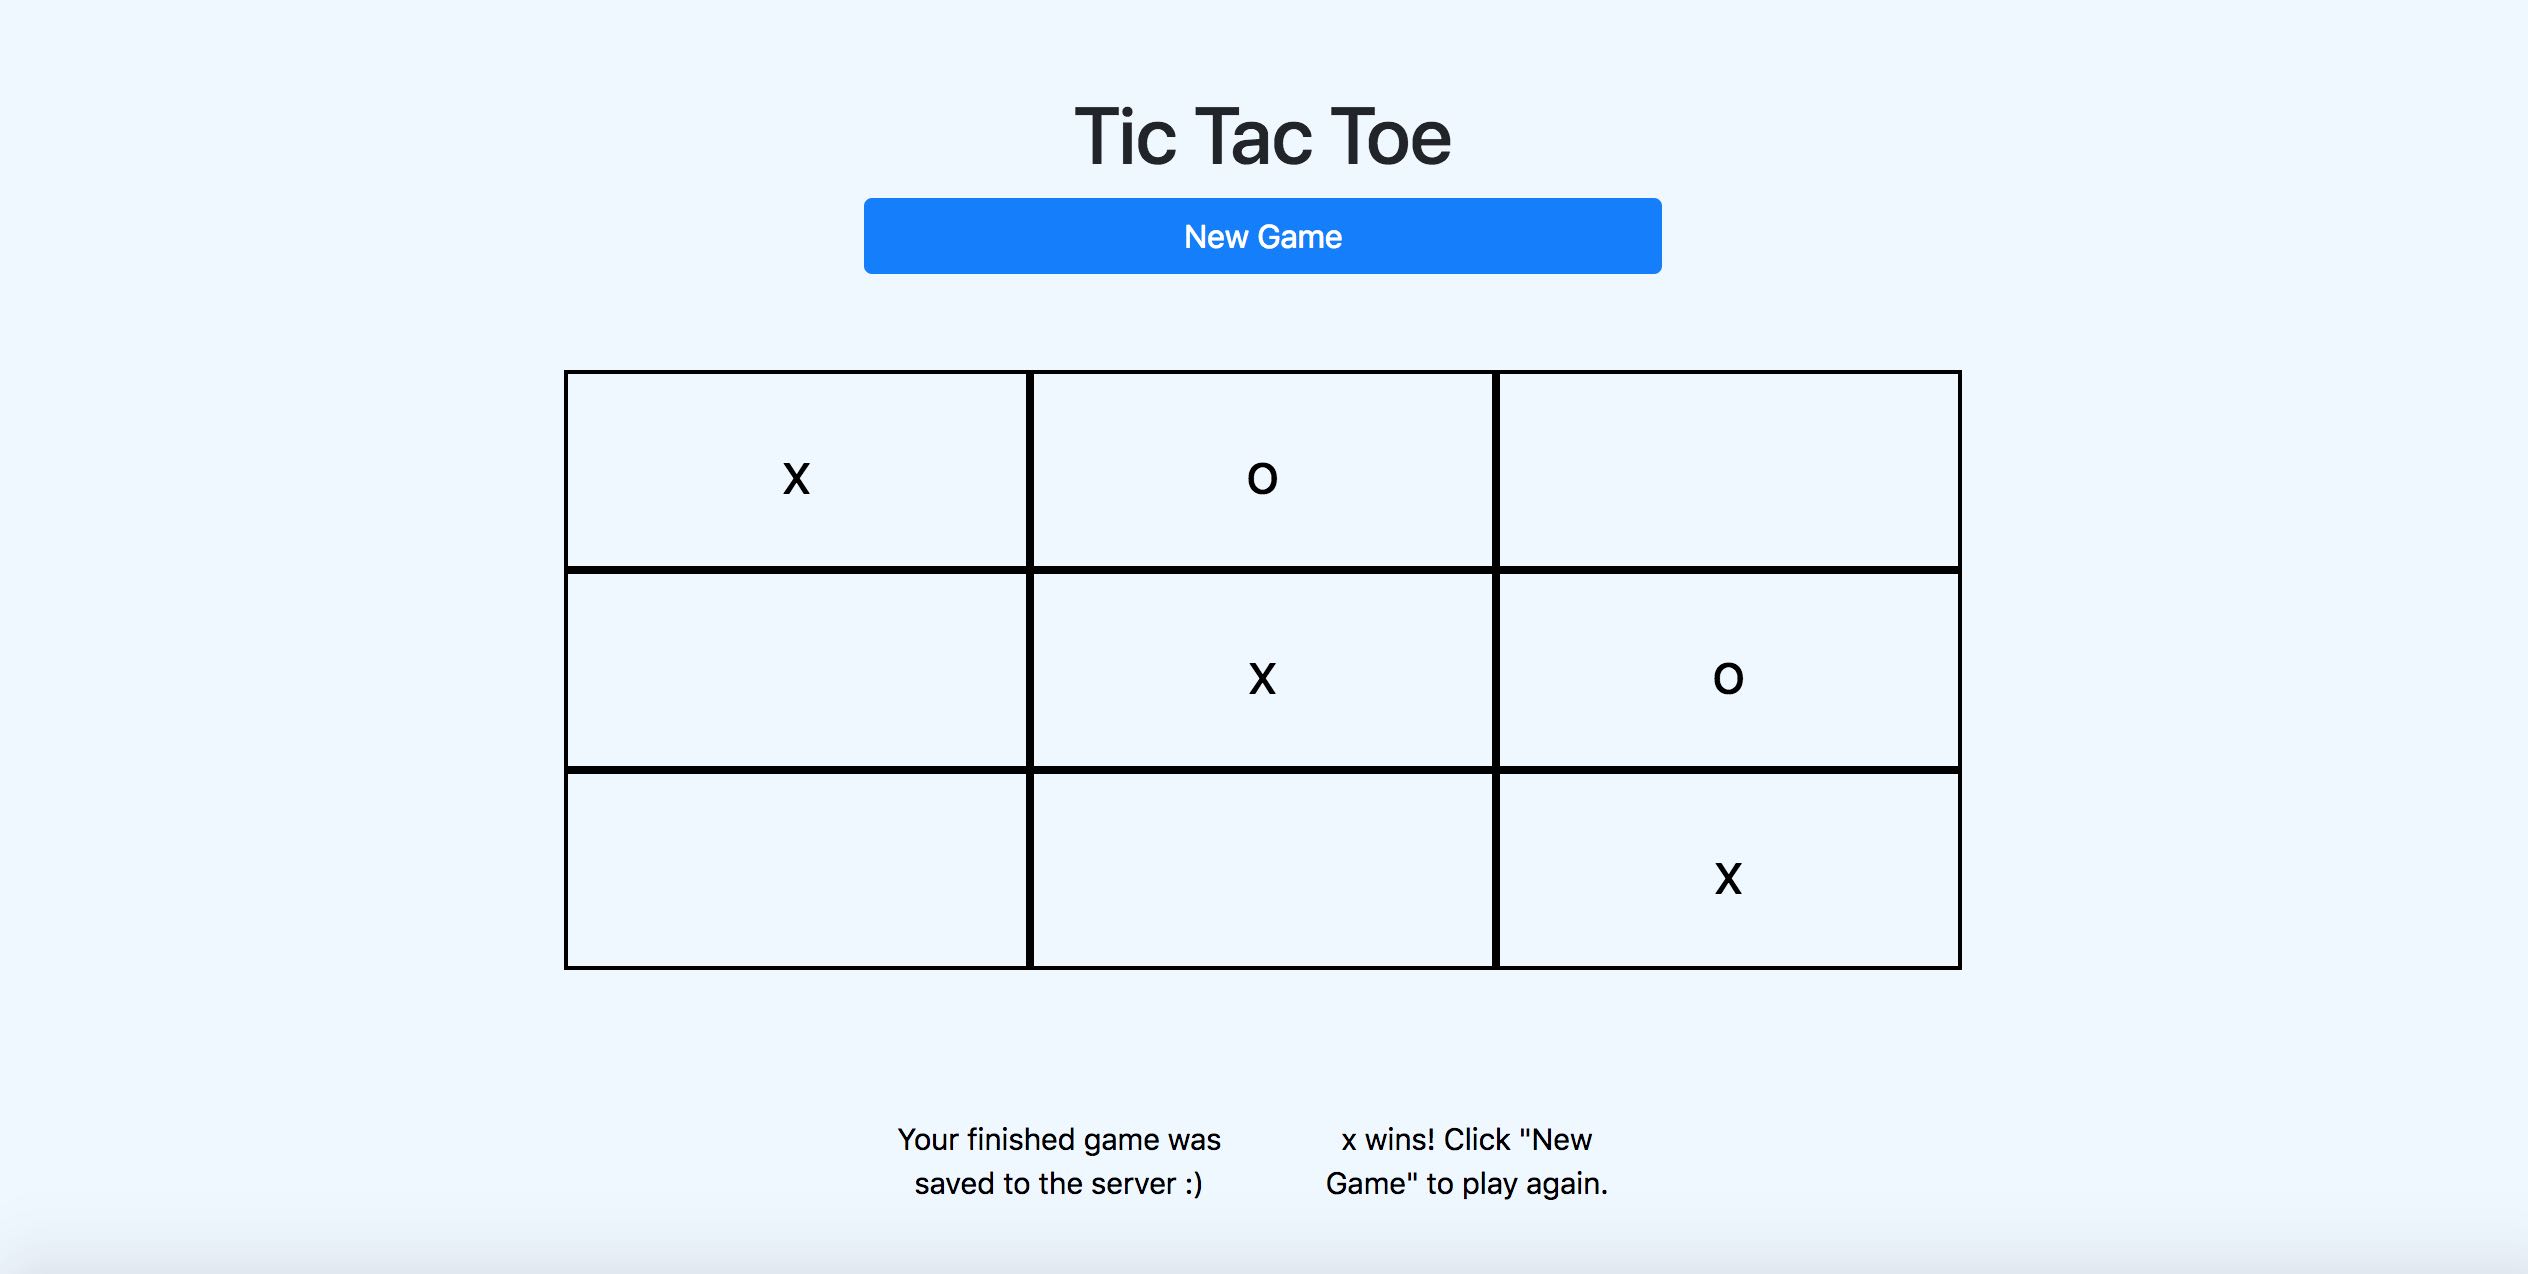 Tic Tac Toe
New Game
x
o
x
o
x
Your finished game was
saved to the server :)
x wins! Click "New
Game" to play again.